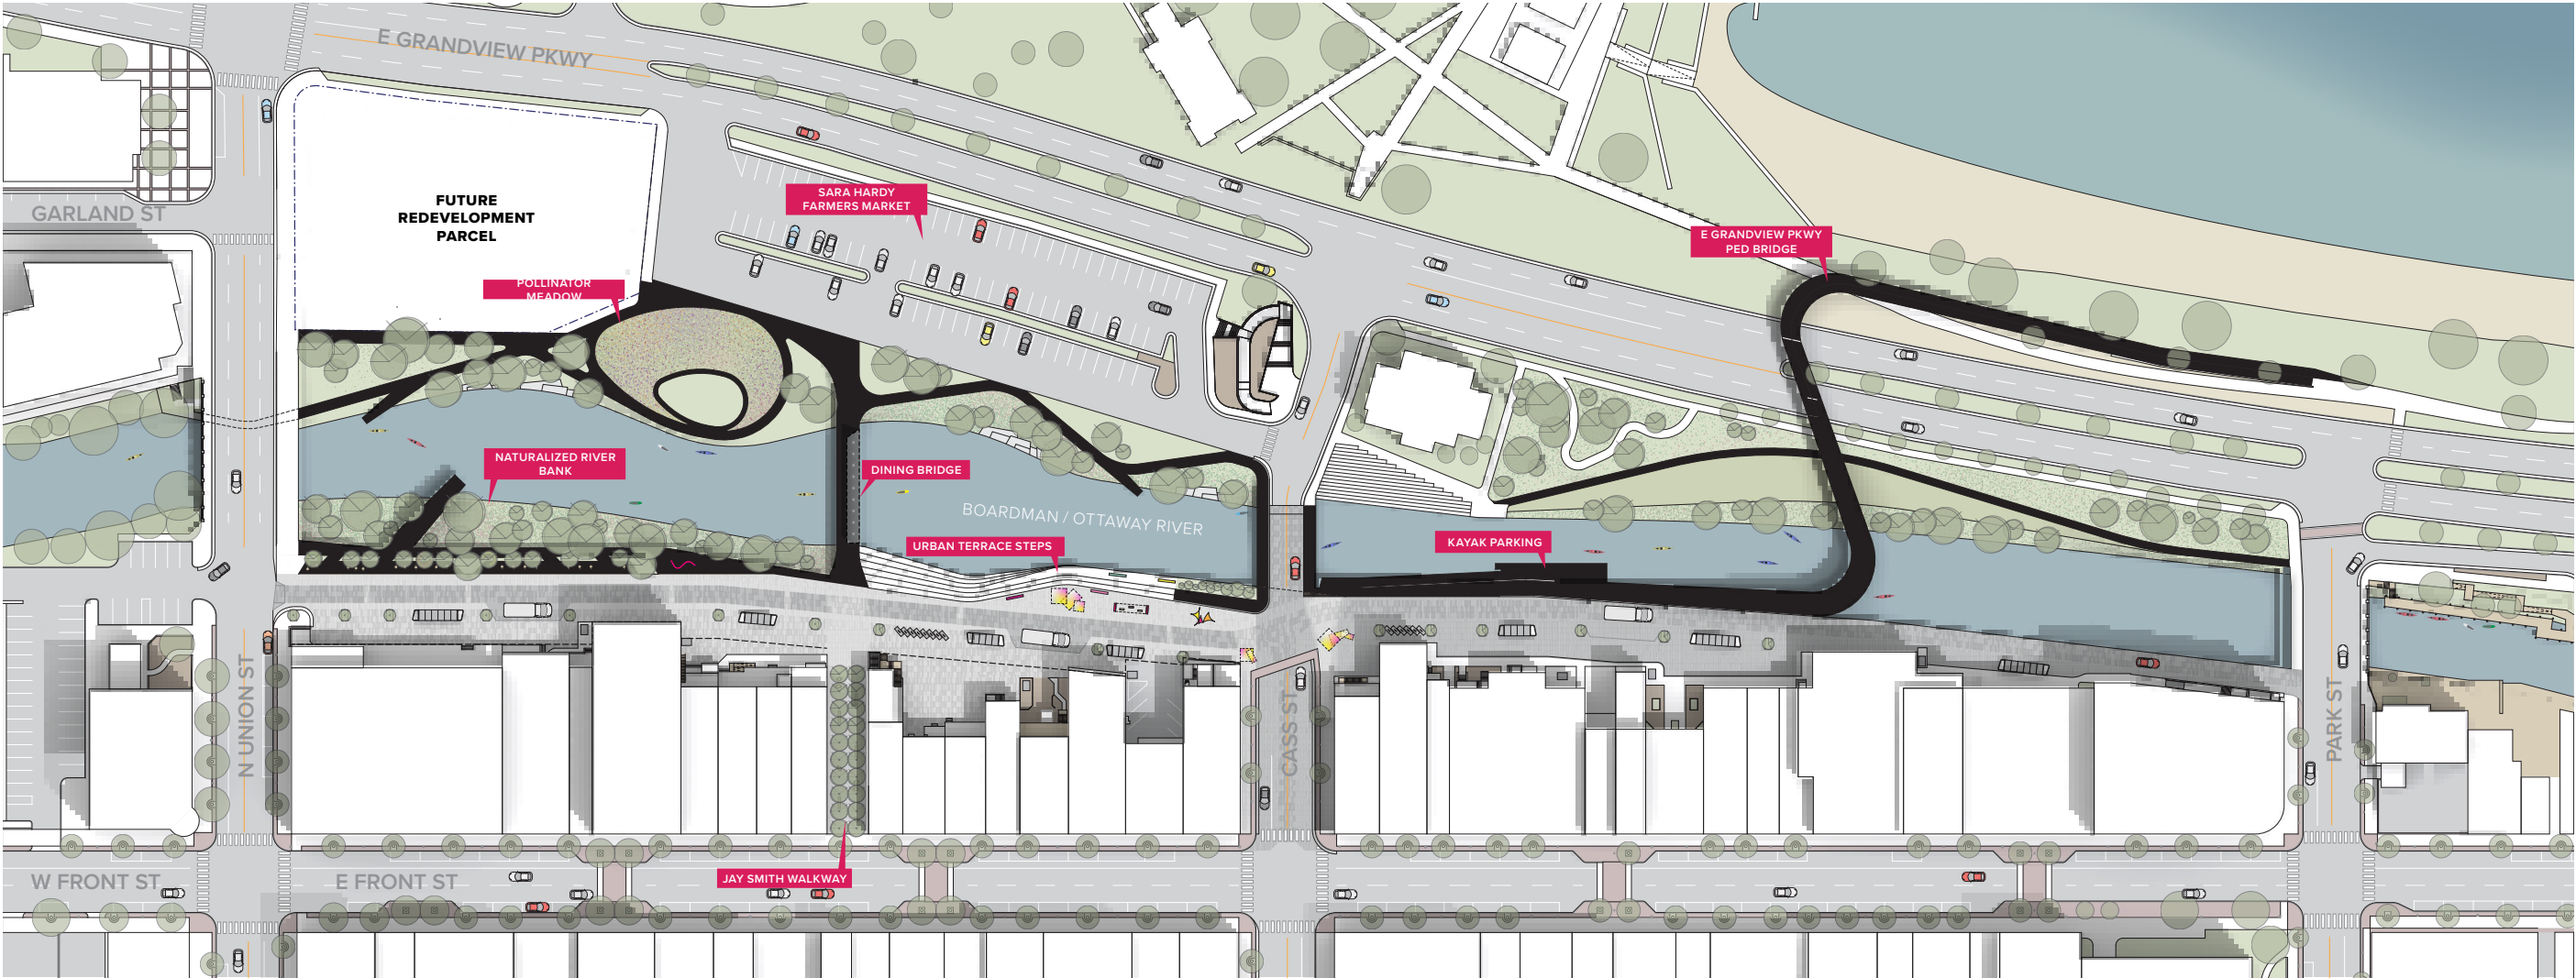 E GRANDVIEW PKWY
GARLAND ST
FUTURE
REDEVELOPMENT
PARCEL
SARA HARDY
FARMERS MARKET
E GRANDVIEW PKWY
PED BRIDGE
POLLINATOR
MEADOW
NATURALIZED RIVER
BANK
DINING BRIDGE
BOARDMAN / OTTAWAY RIVER
URBAN TERRACE STEPS
KAYAK PARKING
N UNION ST
CASS ST
PARK ST
JAY SMITH WALKWAY
W FRONT ST
E FRONT ST